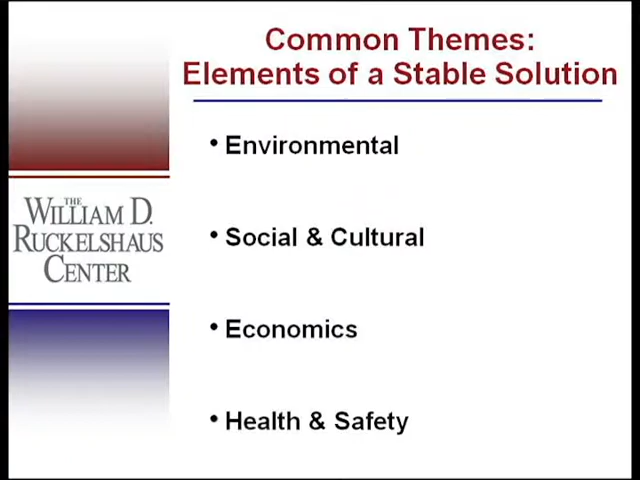 Common Themes:
Elements of a Stable Solution
• Environmental
• Social & Cultural
• Economics
• Health & Safety
THE
WILLIAM D.
RUCKELSHAUS
CENTER